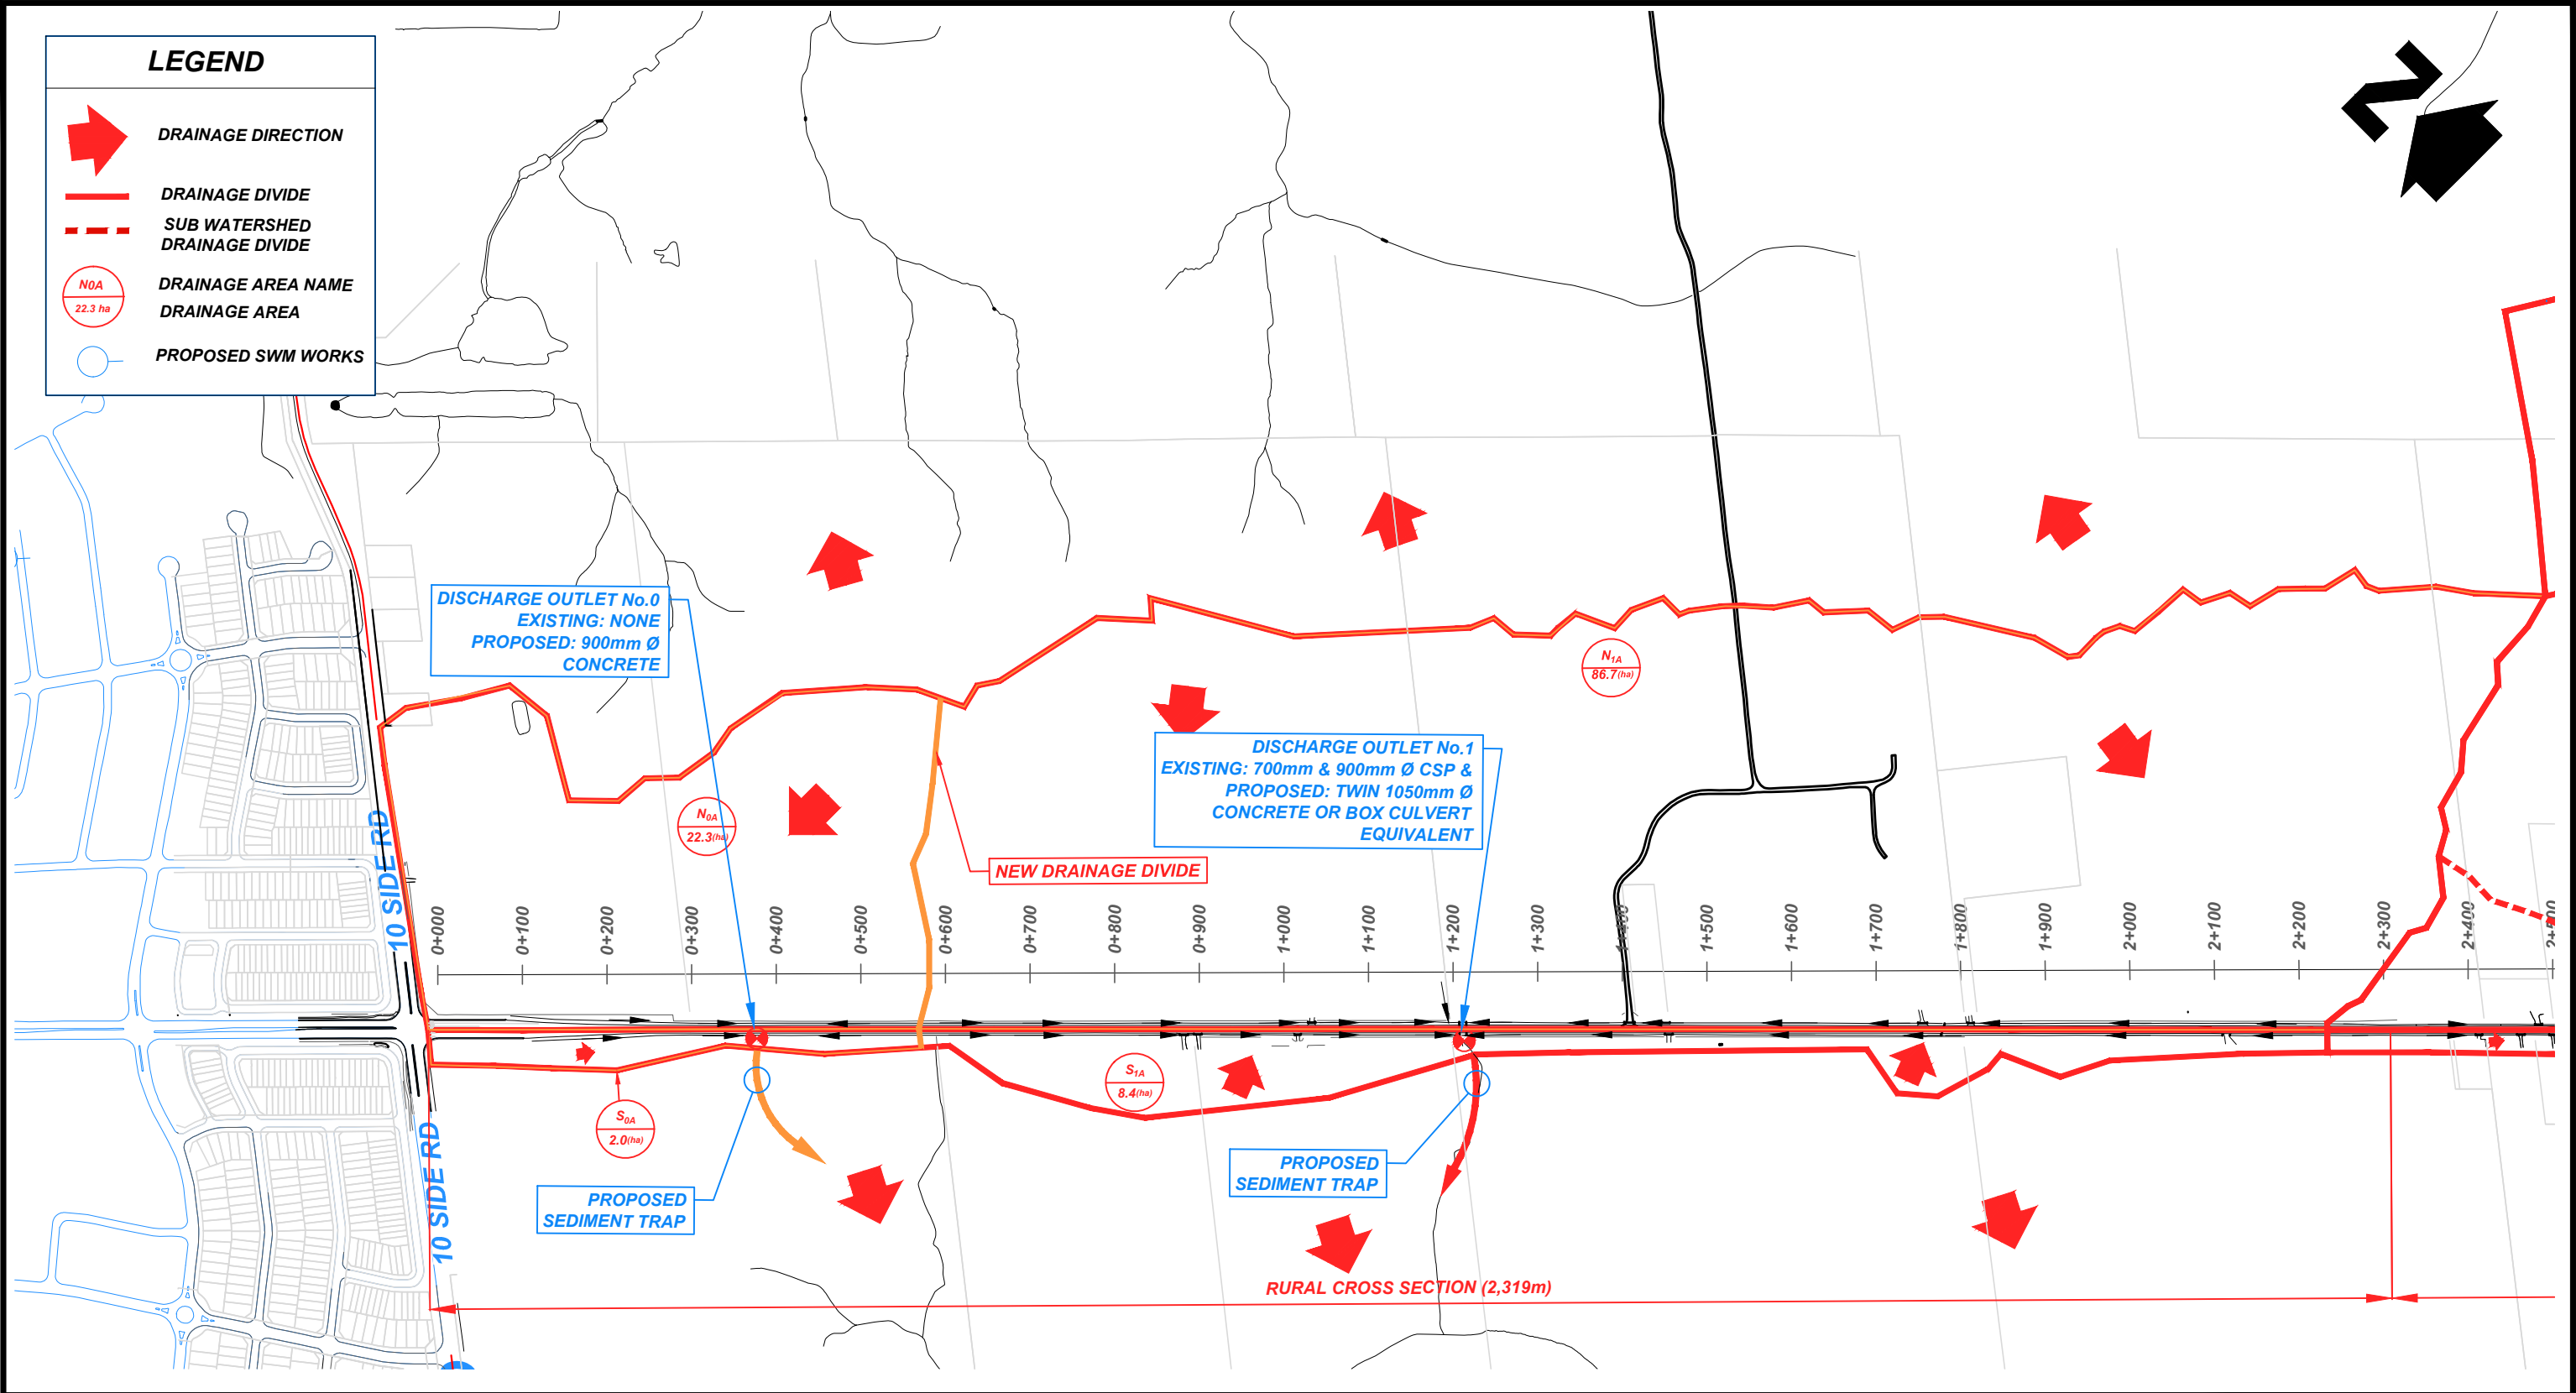 LEGEND
DRAINAGE DIRECTION
DRAINAGE DIVIDE
SUB WATERSHED
DRAINAGE DIVIDE
N0A
22.3 ha
DRAINAGE AREA NAME
DRAINAGE AREA
PROPOSED SWM WORKS
N
DISCHARGE OUTLET No.0
EXISTING: NONE
PROPOSED: 900mm Ø
CONCRETE
N1A
86.7(ha)
DISCHARGE OUTLET No.1
EXISTING: 700mm & 900mm Ø CSP &
PROPOSED: TWIN 1050mm Ø
CONCRETE OR BOX CULVERT
EQUIVALENT
N0A
22.3(ha)
NEW DRAINAGE DIVIDE
10 SIDE RD
0+000
0+100
0+200
0+300
0+400
0+500
0+600
0+700
0+800
0+900
1+000
1+100
1+200
1+300
1+400
1+500
1+600
1+700
1+800
1+900
2+000
2+100
2+200
2+300
2+400
2+500
S1A
8.4(ha)
S0A
2.0(ha)
10 SIDE RD
PROPOSED
SEDIMENT TRAP
PROPOSED
SEDIMENT TRAP
RURAL CROSS SECTION (2,319m)